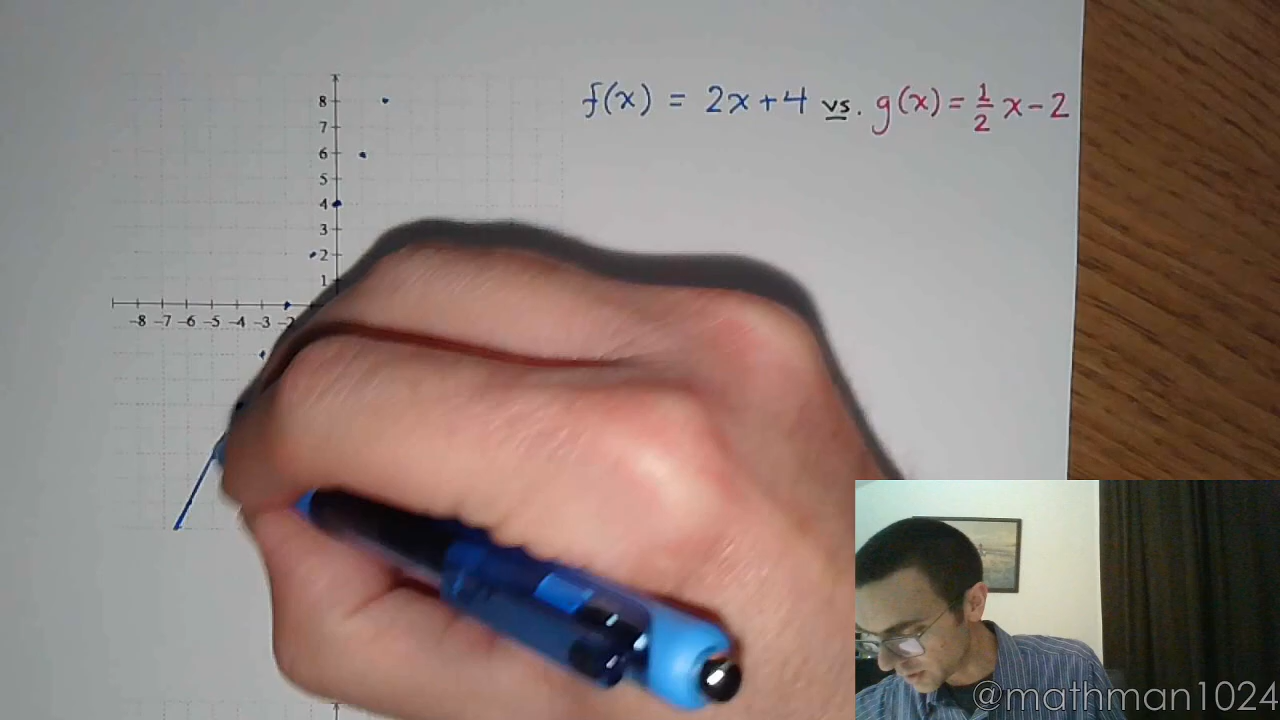 f(x) = 2x+4 vs. g(x) = 1/2 x - 2
8
7
6
5
4
3
2
1
-8 -7 -6 -5 -4 -3 -2
@mathman1024